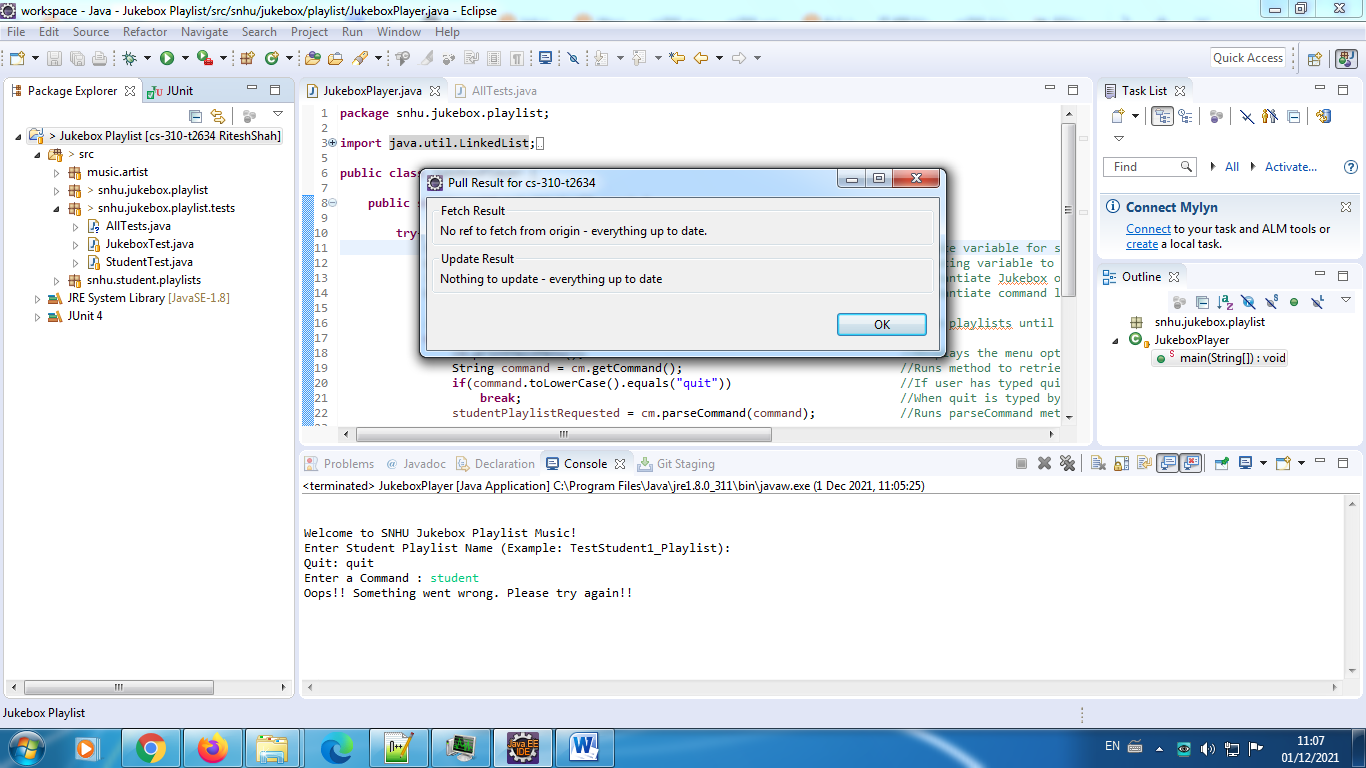 workspace - Java - Jukebox Playlist/src/snhu/jukebox/playlist/JukeboxPlayer.java - Eclipse
File Edit Source Refactor Navigate Search Project Run Window Help
Quick Access
Package Explorer
JUnit
> Jukebox Playlist [cs-310-t2634 RiteshShah]
> src
music.artist
> snhu.jukebox.playlist
> snhu.jukebox.playlist.tests
AllTests.java
JukeboxTest.java
StudentTest.java
snhu.student.playlists
JRE System Library [JavaSE-1.8]
JUnit 4
JukeboxPlayer.java
AllTests.java
1 package snhu.jukebox.playlist;
2
3 import java.util.LinkedList;
5
6 public class
7
8 public s
9
10 try
11 te variable for s
12 ing variable to
13 antiate Jukebox o
14 antiate command l
15
16 playlists until
17
18 plays the menu opt
19 String command = cm.getCommand(); //Runs method to retrie
20 if(command.toLowerCase().equals("quit")) //If user has typed qui
21 break; //When quit is typed by
22 studentPlaylistRequested = cm.parseCommand(command); //Runs parseCommand met
Pull Result for cs-310-t2634
Fetch Result
No ref to fetch from origin - everything up to date.
Update Result
Nothing to update - everything up to date
OK
Task List
Find
All
Activate...
Connect Mylyn
Connect to your task and ALM tools or
create a local task.
Outline
snhu.jukebox.playlist
JukeboxPlayer
main(String[]) : void
Problems
@ Javadoc
Declaration
Console
Git Staging
<terminated> JukeboxPlayer [Java Application] C:\Program Files\Java\jre1.8.0_311\bin\javaw.exe (1 Dec 2021, 11:05:25)
Welcome to SNHU Jukebox Playlist Music!
Enter Student Playlist Name (Example: TestStudent1_Playlist):
Quit: quit
Enter a Command : student
Oops!! Something went wrong. Please try again!!
Jukebox Playlist
Java EE
IDE
EN
11:07
01/12/2021